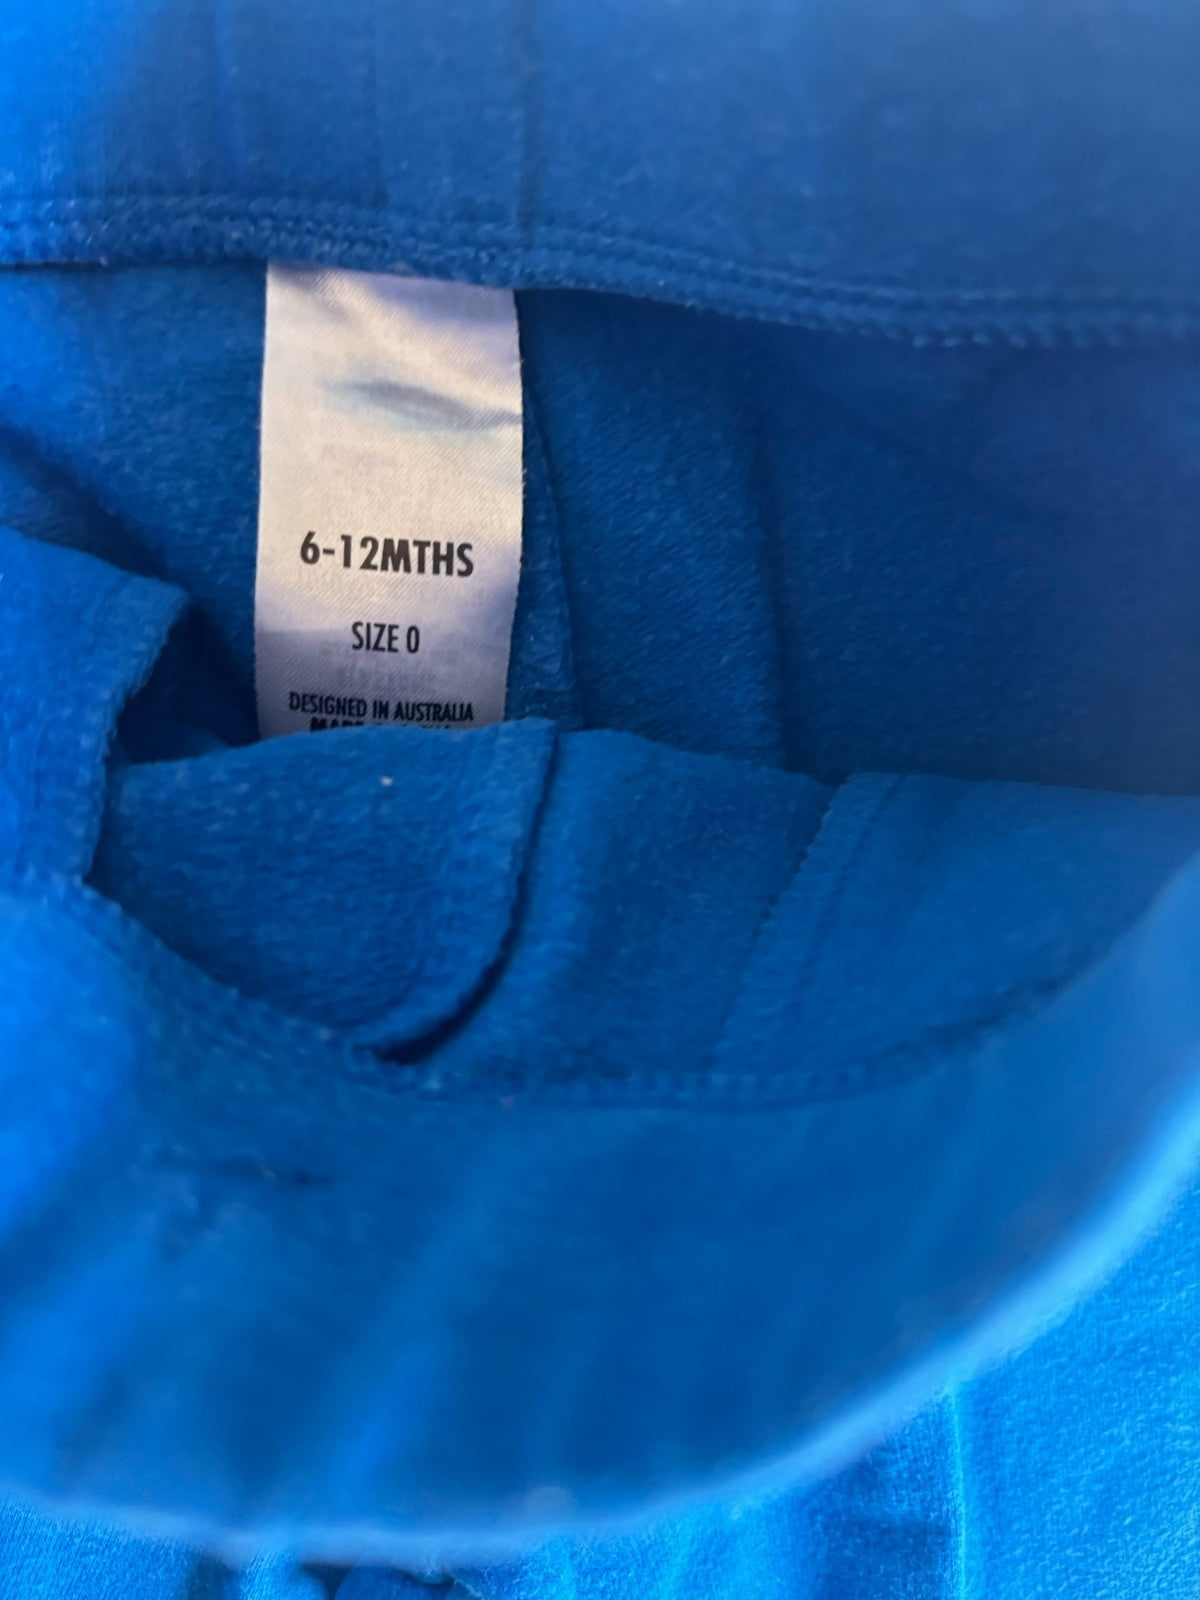 6-12MTHS
SIZE 0
DESIGNED IN AUSTRALIA